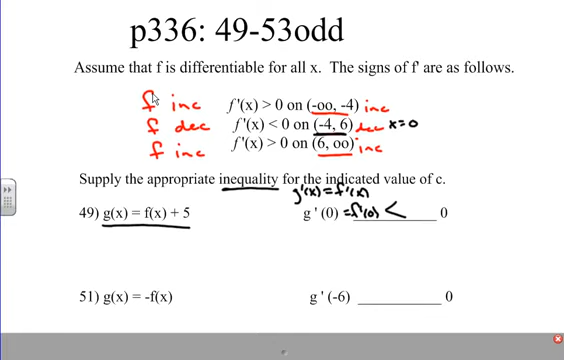 p336: 49-53odd
Assume that f is differentiable for all x. The signs of f' are as follows.
f inc f'(x) > 0 on (-oo, -4) inc
f dec f'(x) < 0 on (-4, 6) dec x=0
f inc f'(x) > 0 on (6, oo) inc
Supply the appropriate inequality for the indicated value of c.
g'(x)=f'(x)
49) g(x) = f(x) + 5 g ' (0) =f'(0) < ________ 0
51) g(x) = -f(x) g ' (-6) ________ 0